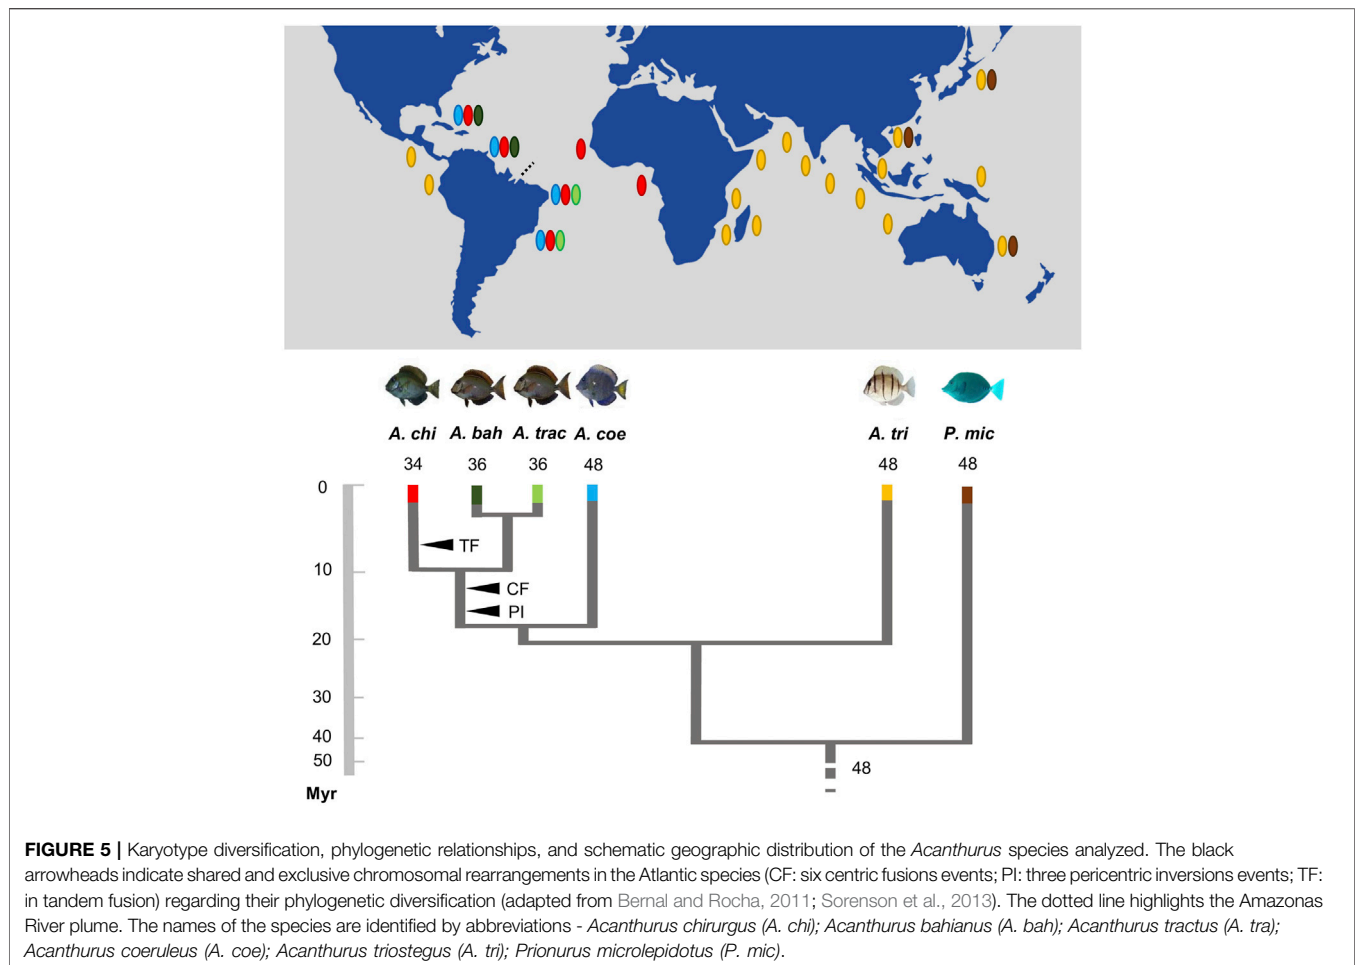 A. chi A. bah A. trac A. coe A. tri P. mic
34 36 36 48 48 48
0
TF
10
CF
PI
20
30
40
50
48
Myr
FIGURE 5 | Karyotype diversification, phylogenetic relationships, and schematic geographic distribution of the Acanthurus species analyzed. The black
arrowheads indicate shared and exclusive chromosomal rearrangements in the Atlantic species (CF: six centric fusions events; PI: three pericentric inversions events; TF:
in tandem fusion) regarding their phylogenetic diversification (adapted from Bernal and Rocha, 2011; Sorenson et al., 2013). The dotted line highlights the Amazonas
River plume. The names of the species are identified by abbreviations - Acanthurus chirurgus (A. chi); Acanthurus bahianus (A. bah); Acanthurus tractus (A. tra);
Acanthurus coeruleus (A. coe); Acanthurus triostegus (A. tri); Prionurus microlepidotus (P. mic).